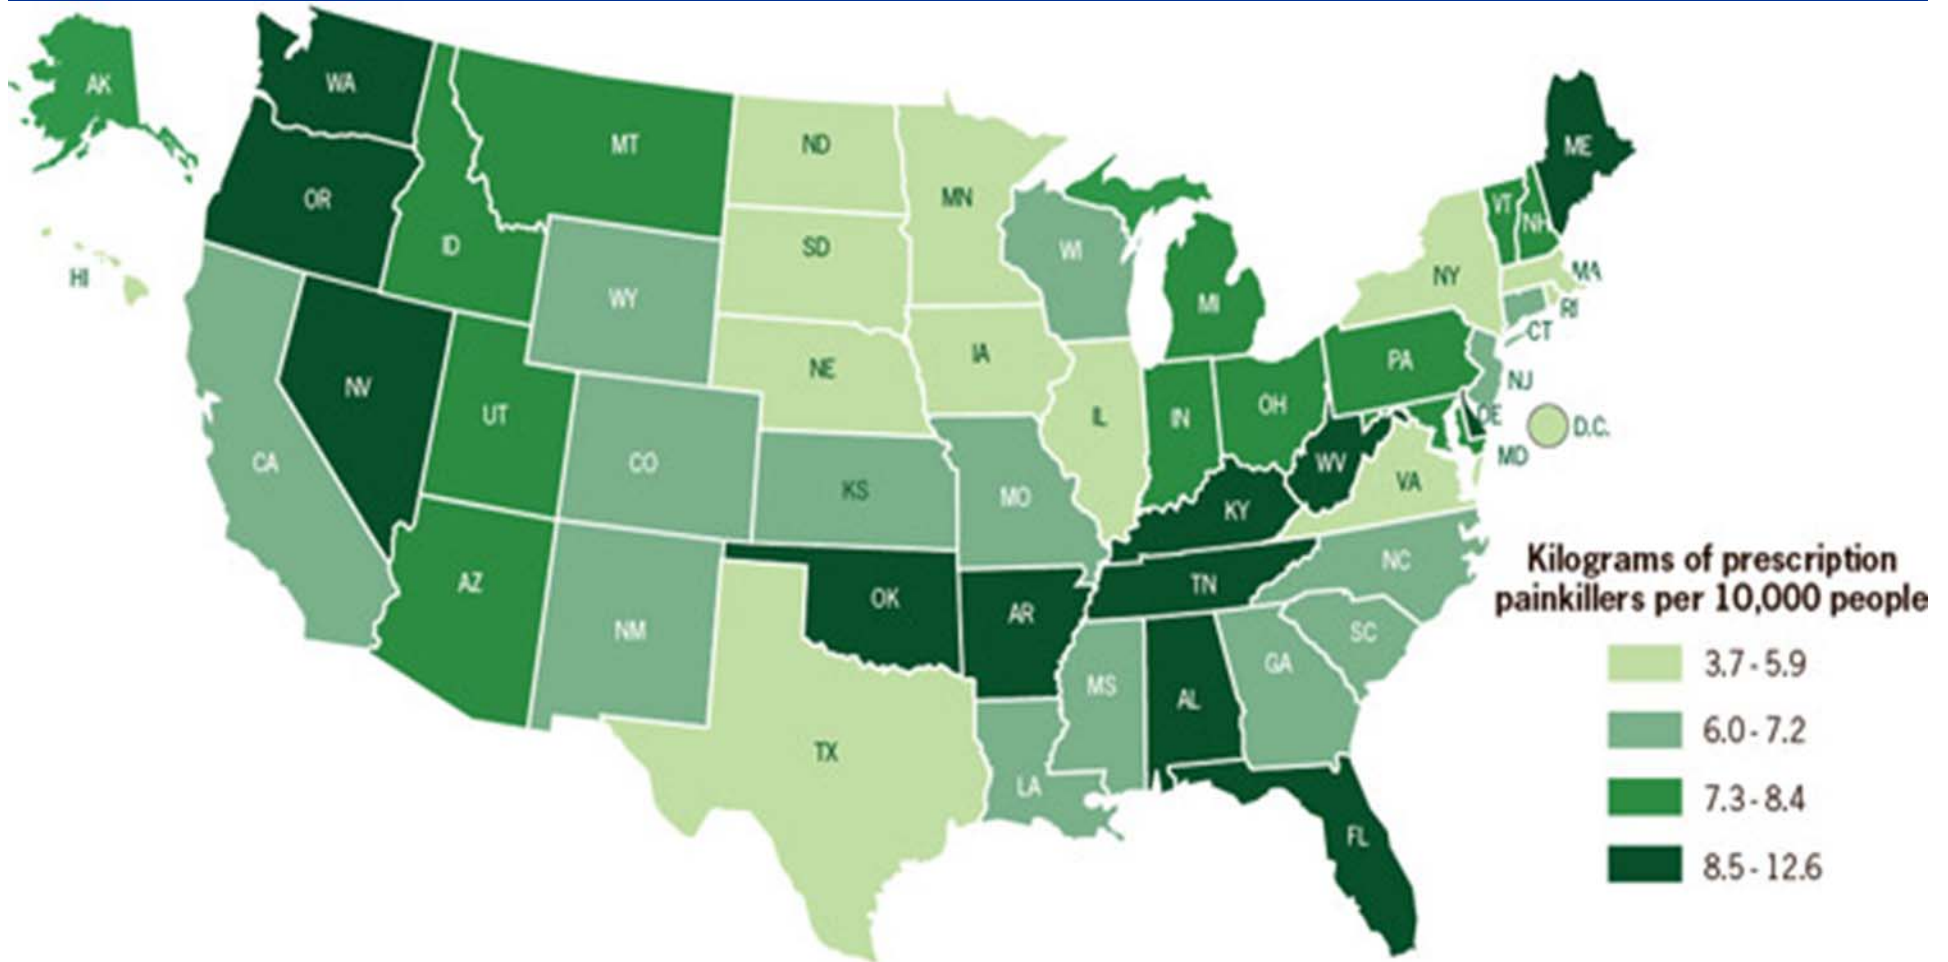 AK
WA
OR
ID
MT
ND
MN
ME
HI
WY
SD
WI
MI
VT
NH
NY
MA
RI
CT
NV
UT
CA
CO
NE
IA
IL
IN
OH
PA
NJ
DE
D.C.
MD
WV
VA
KS
MO
KY
AZ
NM
OK
AR
TN
NC
SC
TX
LA
MS
AL
GA
FL
Kilograms of prescription
painkillers per 10,000 people
3.7 - 5.9
6.0 - 7.2
7.3 - 8.4
8.5 - 12.6